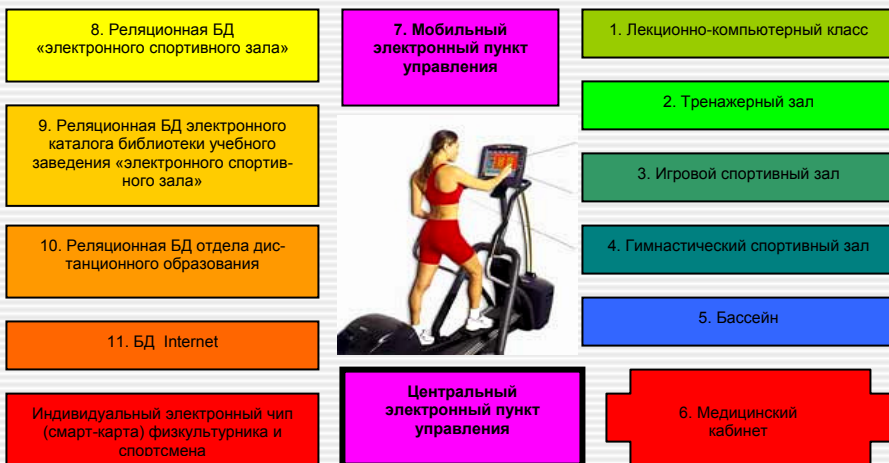 8. Реляционная БД
«электронного спортивного зала»
9. Реляционная БД электронного
каталога библиотеки учебного
заведения «электронного спортив-
ного зала»
10. Реляционная БД отдела дис-
танционного образования
11. БД Internet
Индивидуальный электронный чип
(смарт-карта) физкультурника и
спортсмена
7. Мобильный
электронный пункт
управления
Центральный
электронный пункт
управления
1. Лекционно-компьютерный класс
2. Тренажерный зал
3. Игровой спортивный зал
4. Гимнастический спортивный зал
5. Бассейн
6. Медицинский
кабинет